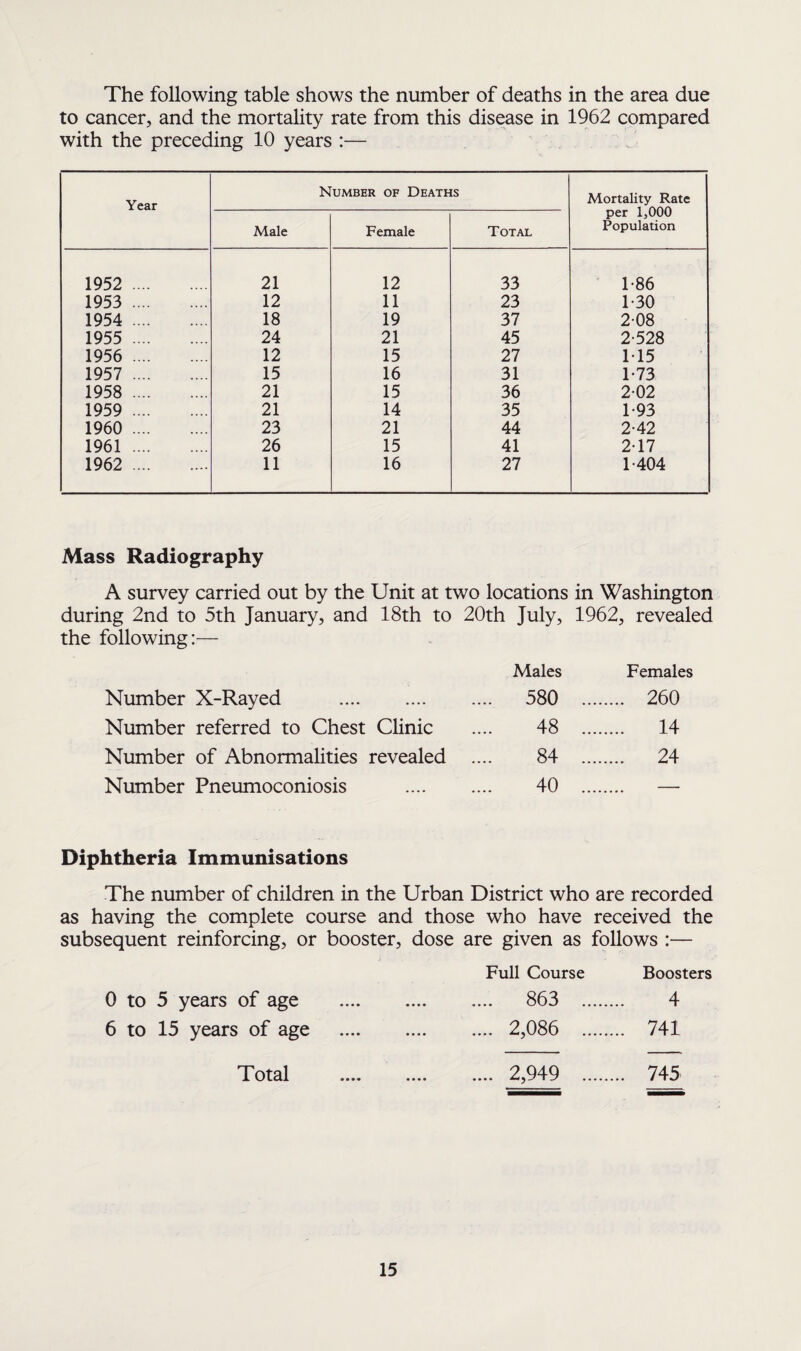 The following table shows the number of deaths in the area due
to cancer, and the mortality rate from this disease in 1962 compared
with the preceding 10 years :—
Year Number of Deaths Mortality Rate per 1,000 Population
Male Female Total
1952 .... .... 21 12 33 1·86
1953 .... .... 12 11 23 1·30
1954 .... .... 18 19 37 2·08
1955 .... .... 24 21 45 2·528
1956 .... .... 12 15 27 1·15
1957 .... .... 15 16 31 1·73
1958 .... .... 21 15 36 2·02
1959 .... .... 21 14 35 1·93
1960 .... .... 23 21 44 2·42
1961 .... .... 26 15 41 2·17
1962 .... .... 11 16 27 1·404
Mass Radiography
A survey carried out by the Unit at two locations in Washington
during 2nd to 5th January, and 18th to 20th July, 1962, revealed
the following:—
Males Females
Number X-Rayed .... .... .... 580 ........ 260
Number referred to Chest Clinic .... 48 ........ 14
Number of Abnormalities revealed .... 84 ........ 24
Number Pneumoconiosis .... .... 40 ........ —
Diphtheria Immunisations
The number of children in the Urban District who are recorded
as having the complete course and those who have received the
subsequent reinforcing, or booster, dose are given as follows :—
Full Course Boosters
0 to 5 years of age .... .... .... 863 ........ 4
6 to 15 years of age .... .... .... 2,086 ........ 741
Total .... .... .... 2,949 ........ 745
15